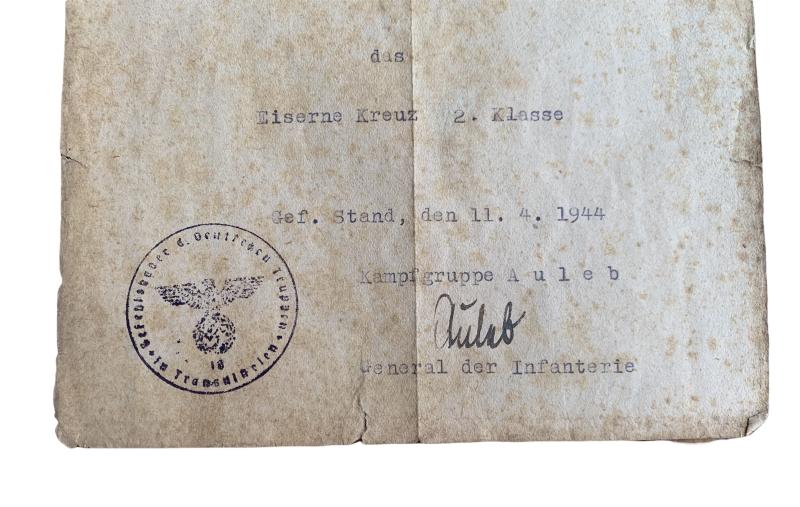 das
Eiserne Kreuz 2. Klasse
Gef. Stand, den 11. 4. 1944
Befehlshaber d. Deutschen Truppen
in Transnistrien
18
Kampfgruppe A u l e b
Auleb
General der Infanterie